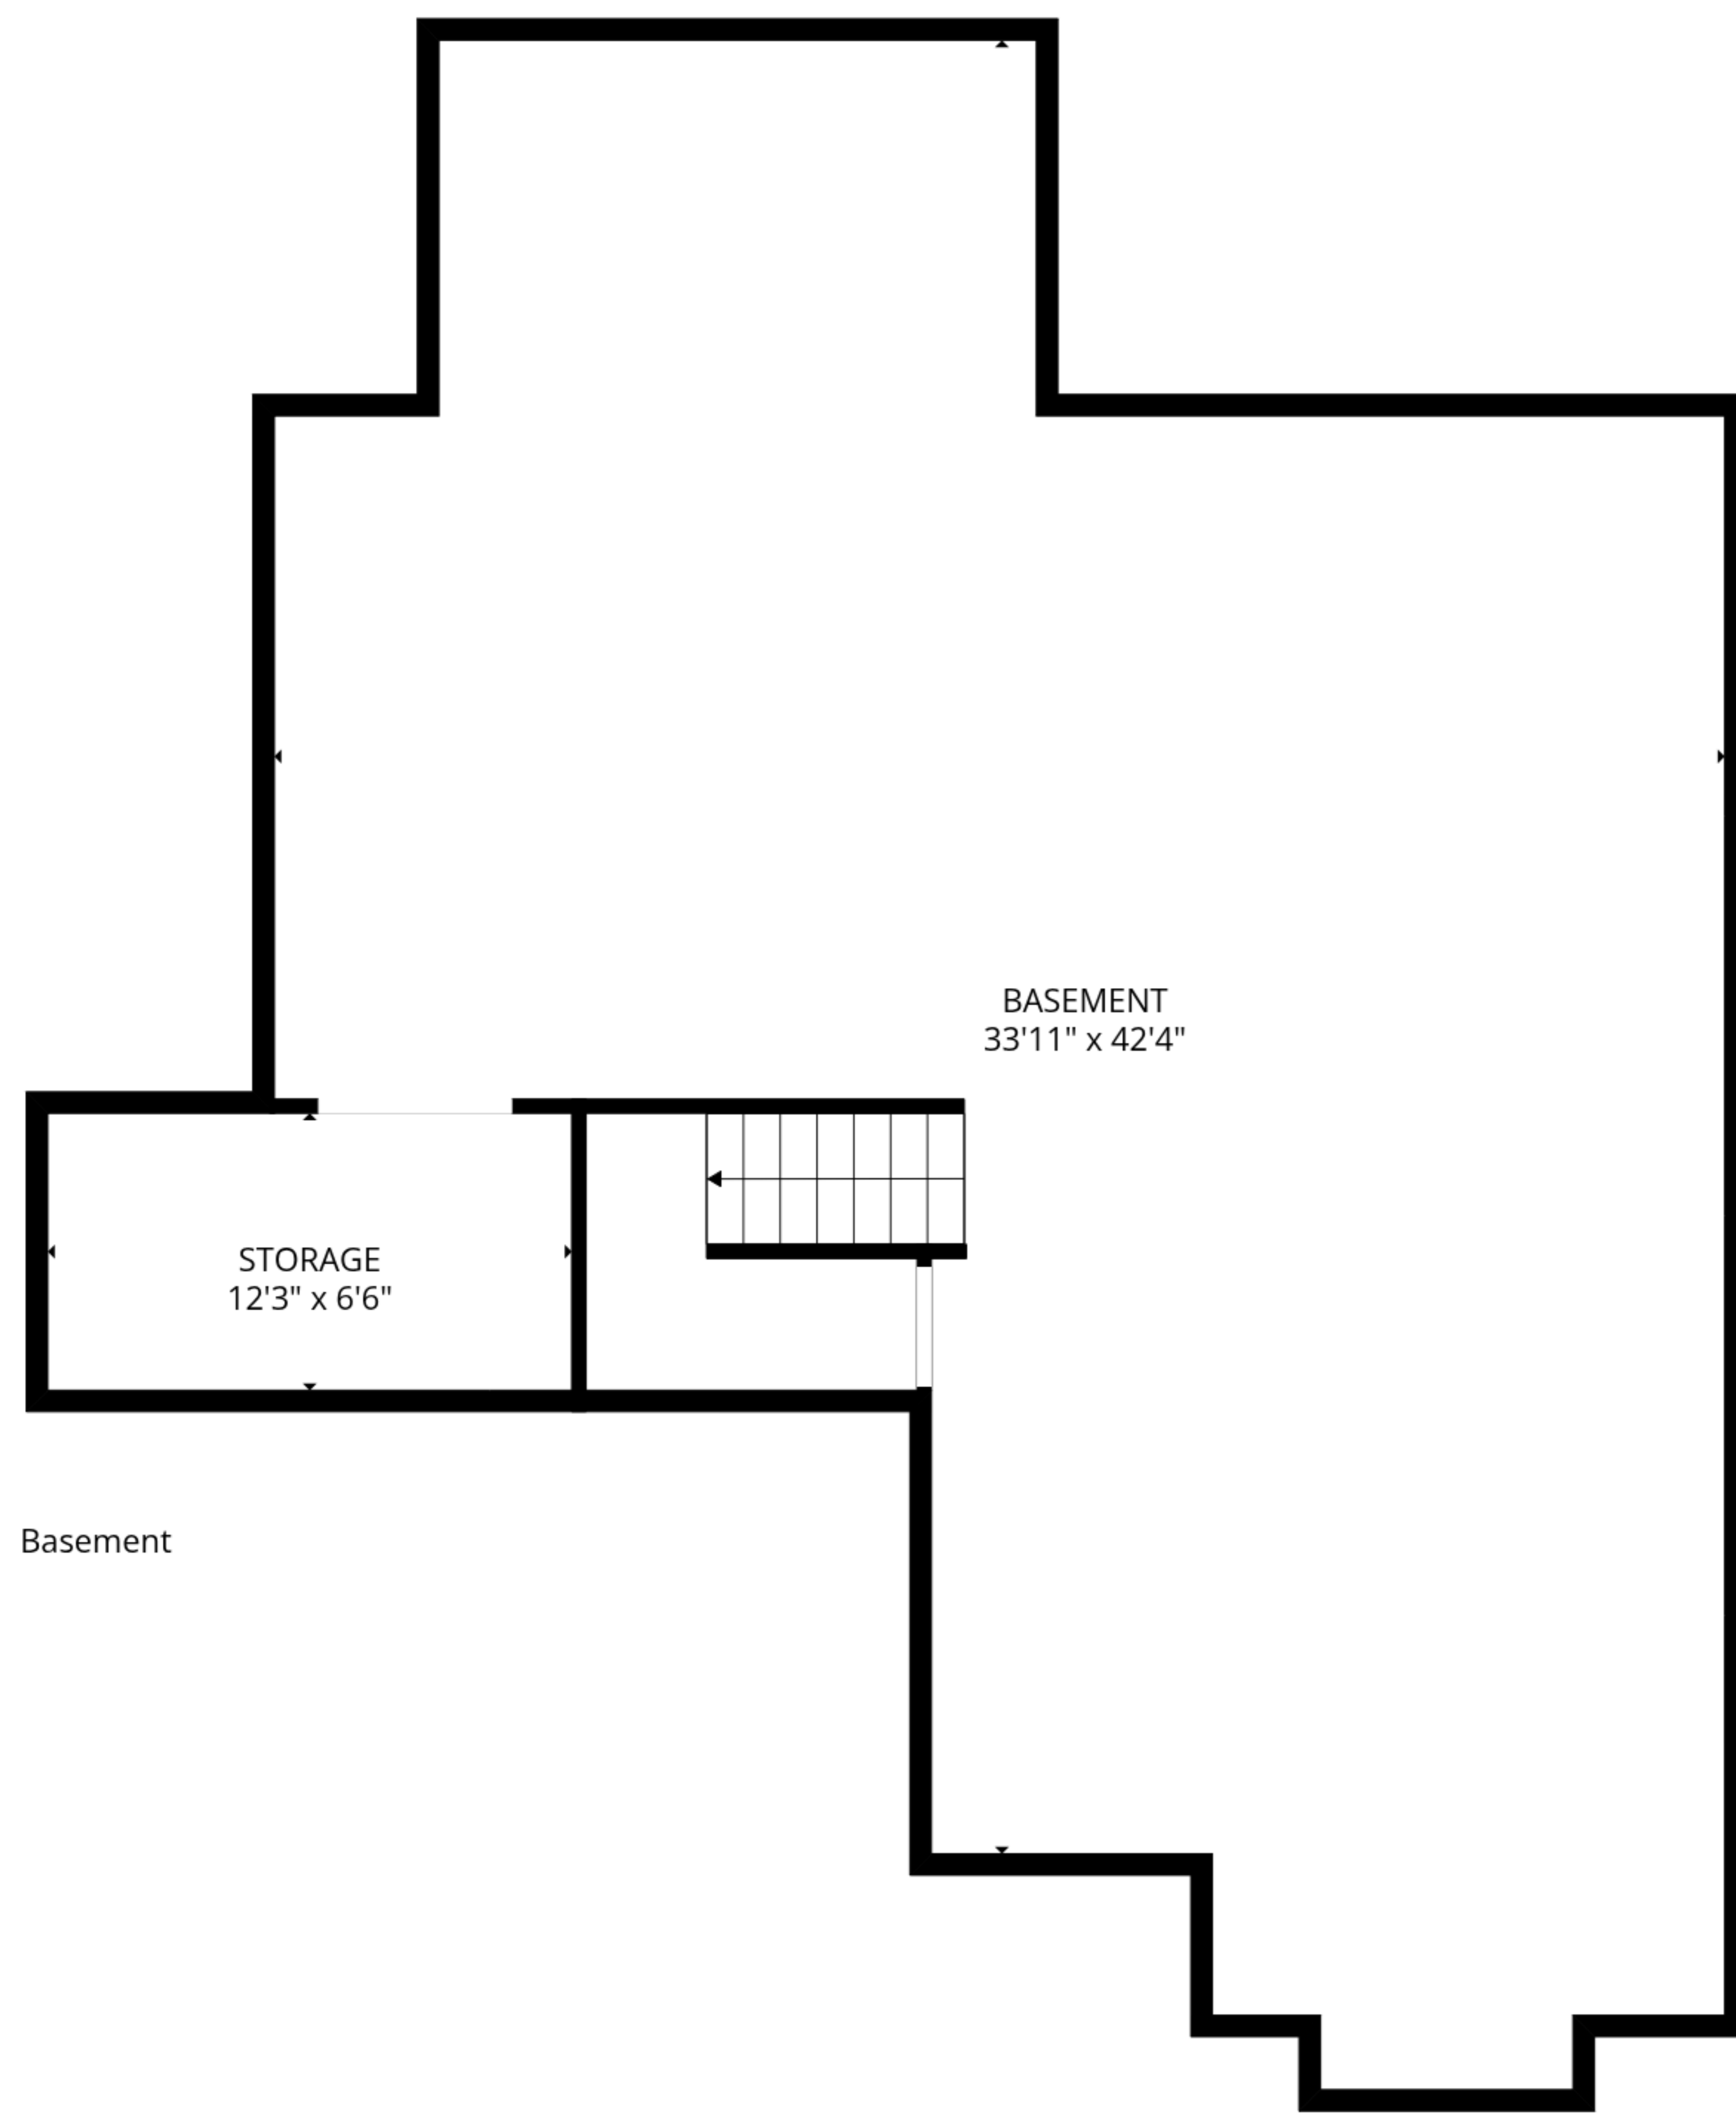 BASEMENT
33'11" x 42'4"
STORAGE
12'3" x 6'6"
Basement